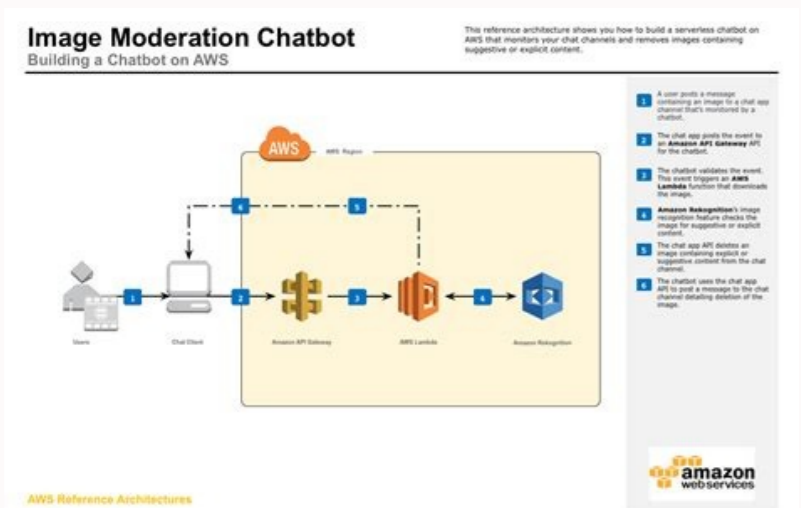 Image Moderation Chatbot
Building a Chatbot on AWS
This reference architecture shows you how to build a serverless chatbot on
AWS that monitors your chat channels and removes images containing
suggestive or explicit content.
AWS
AWS Region
6
5
1
2
3
4
Users
Chat Client
Amazon API Gateway
AWS Lambda
Amazon Rekognition
1
A user posts a message
containing an image to a chat app
channel that's monitored by a
chatbot.
2
The chat app posts the event to
an Amazon API Gateway API
for the chatbot.
3
The chatbot validates the event.
This event triggers an AWS
Lambda function that downloads
the image.
4
Amazon Rekognition's image
recognition feature checks the
image for suggestive or explicit
content.
5
The chat app API deletes an
image containing explicit or
suggestive content from the chat
channel.
6
The chatbot uses the chat app
API to post a message to the chat
channel detailing deletion of the
image.
amazon
webservices
AWS Reference Architectures